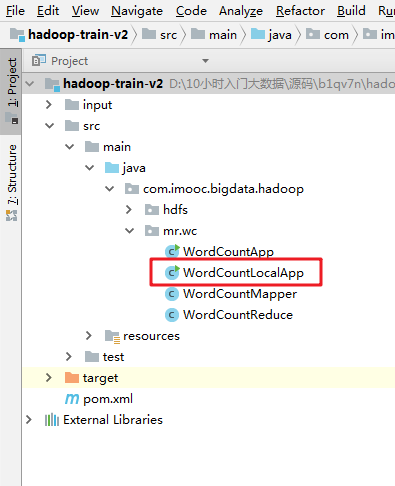 File Edit View Navigate Code Analyze Refactor Build
hadoop-train-v2 src main java com im
Project
hadoop-train-v2 D:\10小时入门大数据\源码\b1qv7n\hado
input
src
main
java
com.imooc.bigdata.hadoop
hdfs
mr.wc
WordCountApp
WordCountLocalApp
WordCountMapper
WordCountReduce
resources
test
target
pom.xml
External Libraries
1: Project
7: Structure